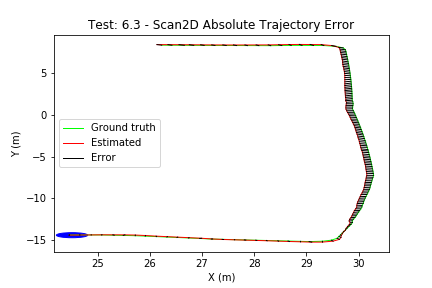 Test: 6.3 - Scan2D Absolute Trajectory Error
5
0
−5
−10
−15
Y (m)
Ground truth
Estimated
Error
25 26 27 28 29 30
X (m)